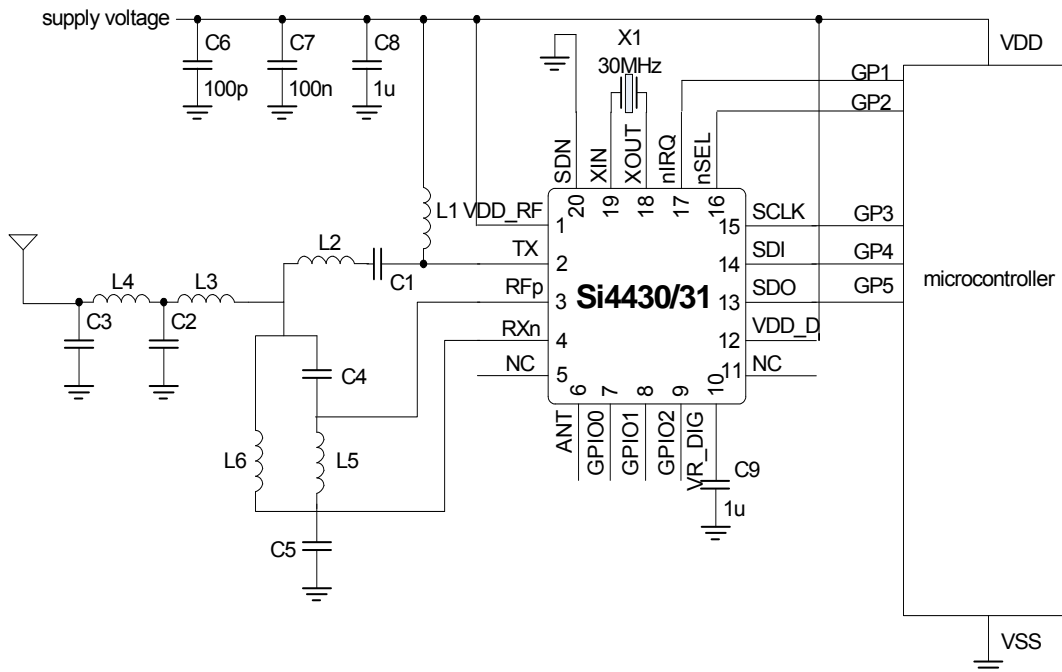 supply voltage
C6
100p
C7
100n
C8
1u
X1
30MHz
VDD
GP1
GP2
SDN
XIN
XOUT
nIRQ
nSEL
20
19
18
17
16
L1
VDD_RF
1
15
SCLK
GP3
L2
C1
TX
2
14
SDI
GP4
L4
L3
RFp
3
Si4430/31
13
SDO
GP5
microcontroller
C3
C2
RXn
4
12
VDD_D
NC
5
11
NC
C4
6
7
8
9
10
ANT
GPIO0
GPIO1
GPIO2
VR_DIG
L6
L5
C9
1u
C5
VSS